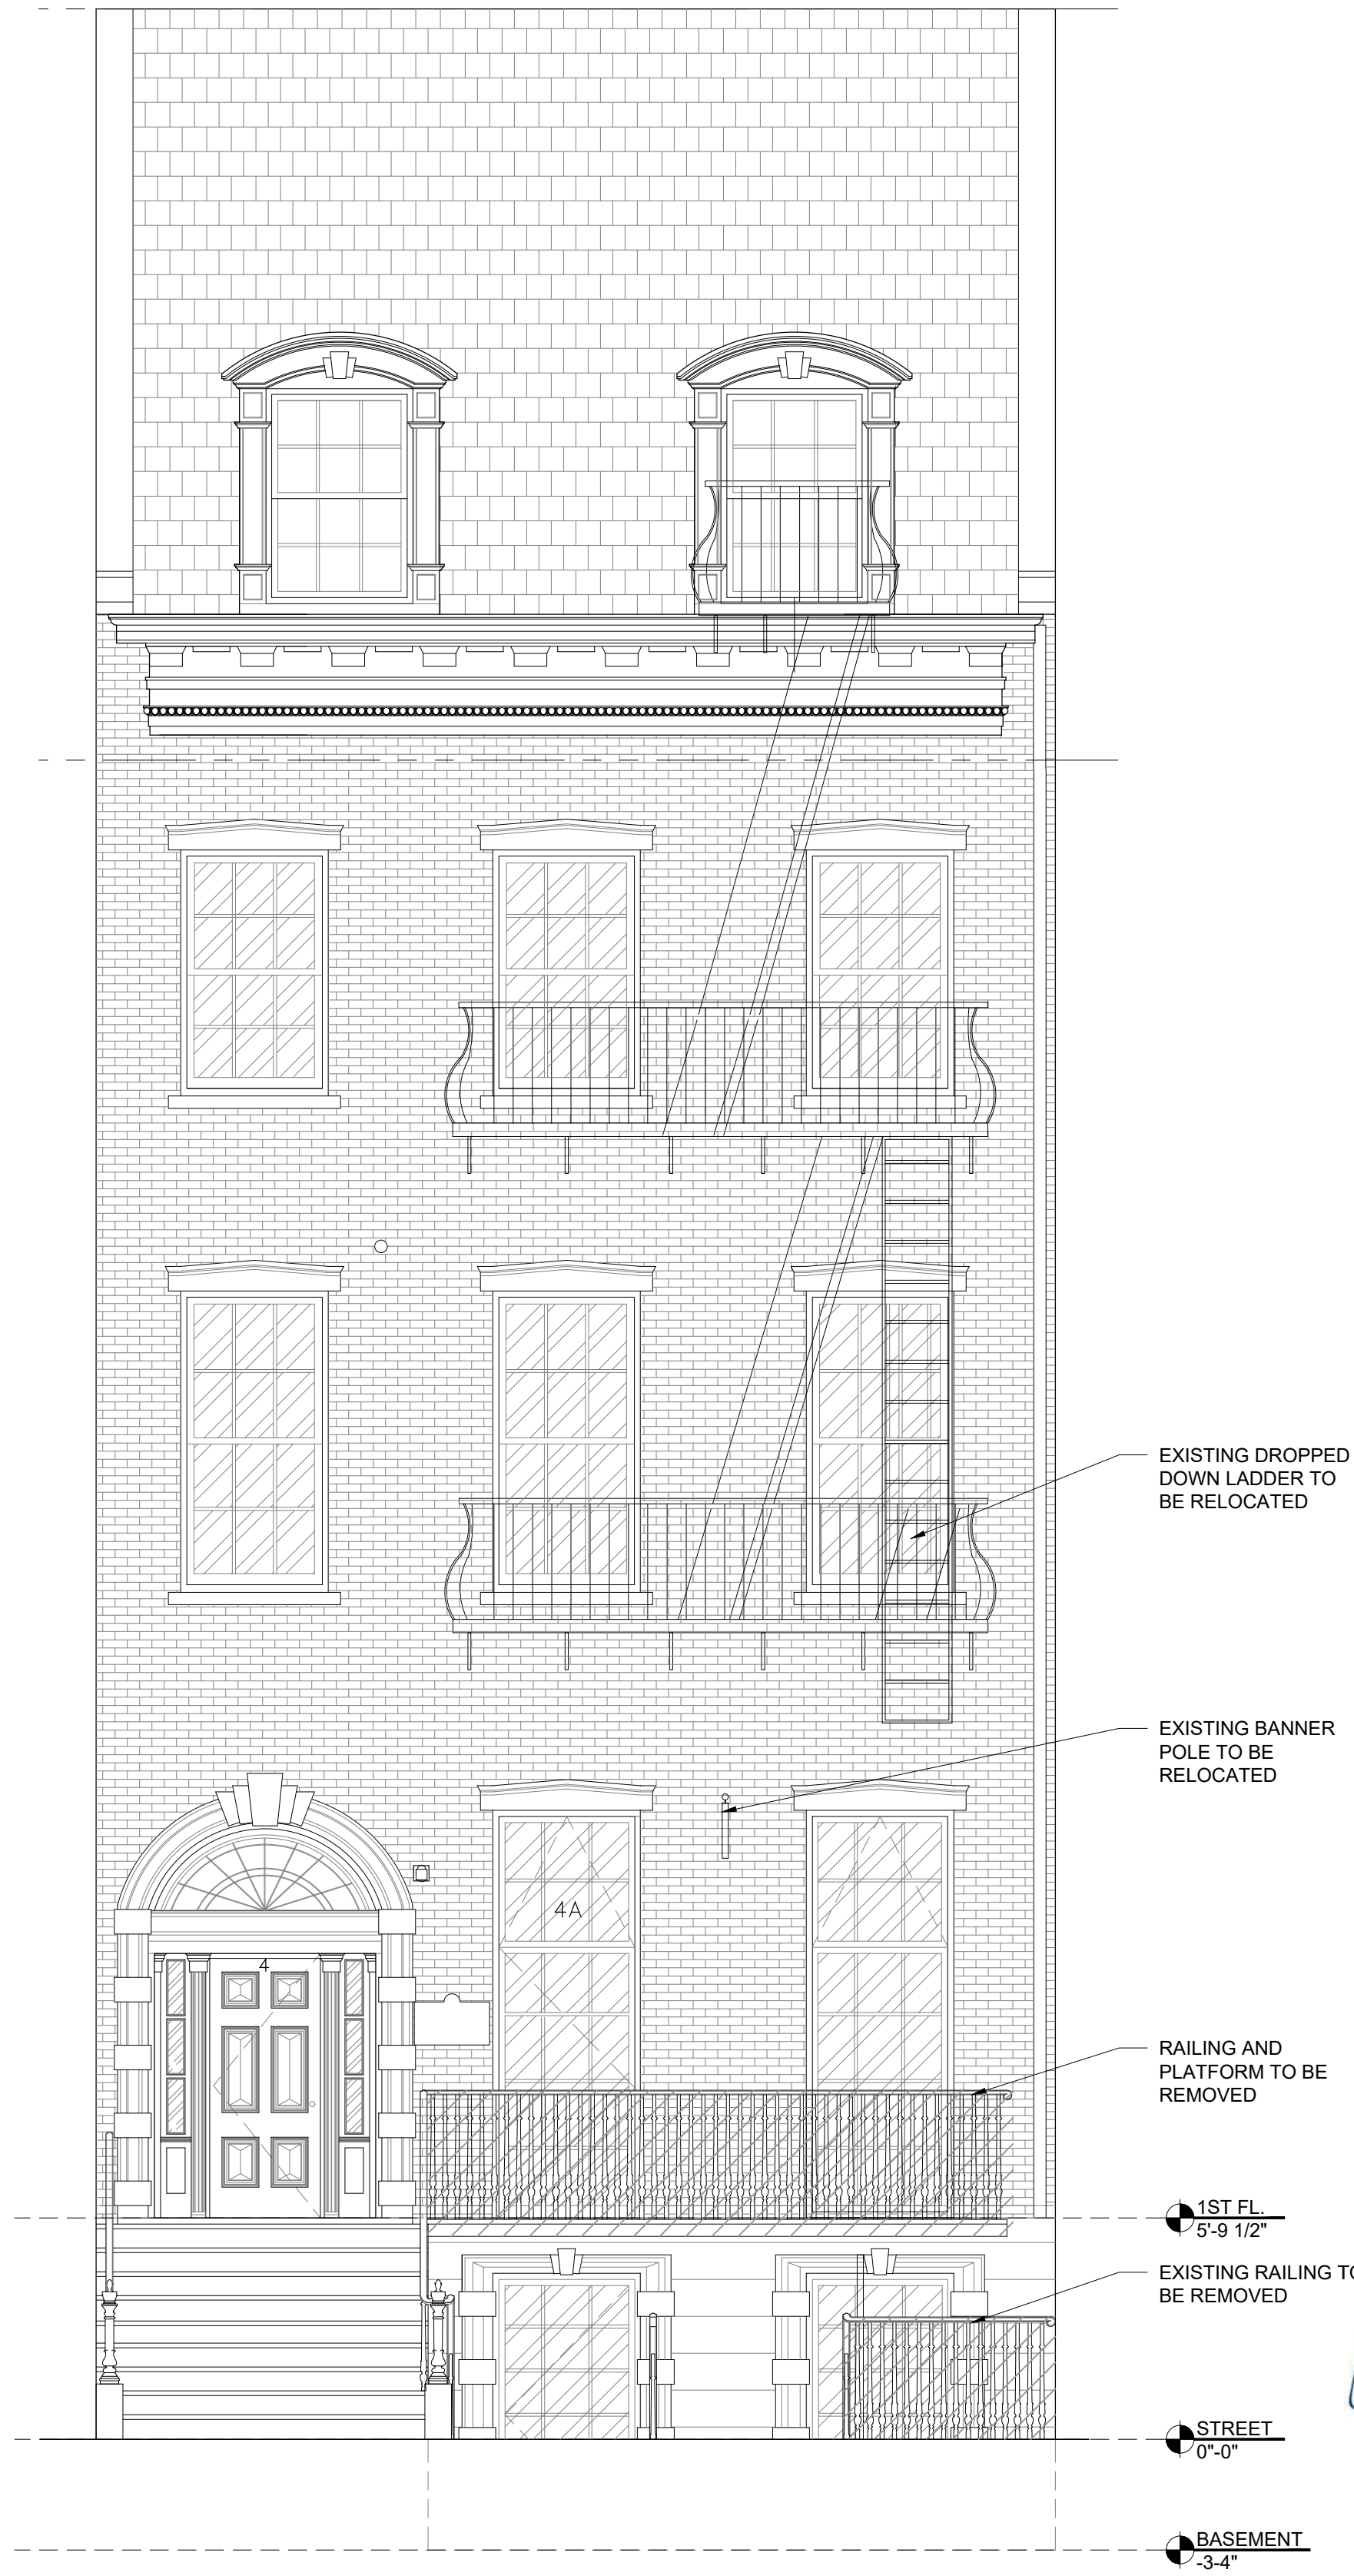 EXISTING DROPPED
DOWN LADDER TO
BE RELOCATED
EXISTING BANNER
POLE TO BE
RELOCATED
4A
4
RAILING AND
PLATFORM TO BE
REMOVED
1ST FL.
5'-9 1/2"
EXISTING RAILING TO
BE REMOVED
STREET
0"-0"
BASEMENT
-3-4"